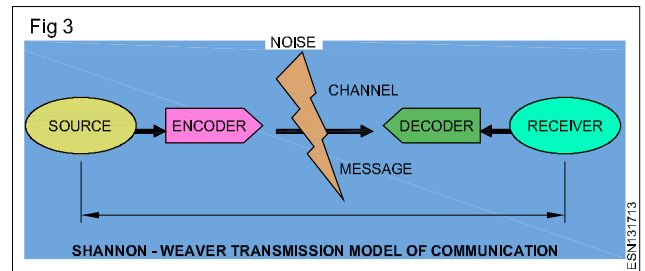 Fig 3
NOISE
CHANNEL
SOURCE
ENCODER
DECODER
RECEIVER
MESSAGE
SHANNON - WEAVER TRANSMISSION MODEL OF COMMUNICATION
ESN131713